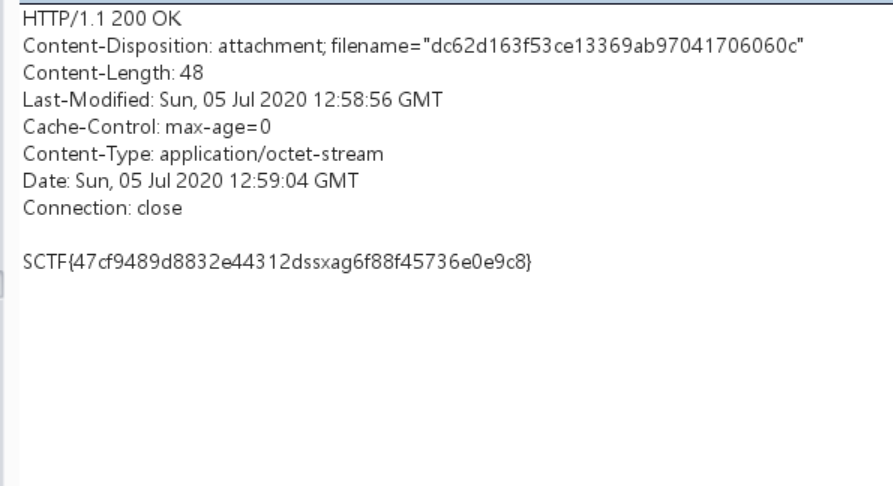 HTTP/1.1 200 OK
Content-Disposition: attachment; filename="dc62d163f53ce13369ab97041706060c"
Content-Length: 48
Last-Modified: Sun, 05 Jul 2020 12:58:56 GMT
Cache-Control: max-age=0
Content-Type: application/octet-stream
Date: Sun, 05 Jul 2020 12:59:04 GMT
Connection: close
SCTF{47cf9489d8832e44312dssxag6f88f45736e0e9c8}